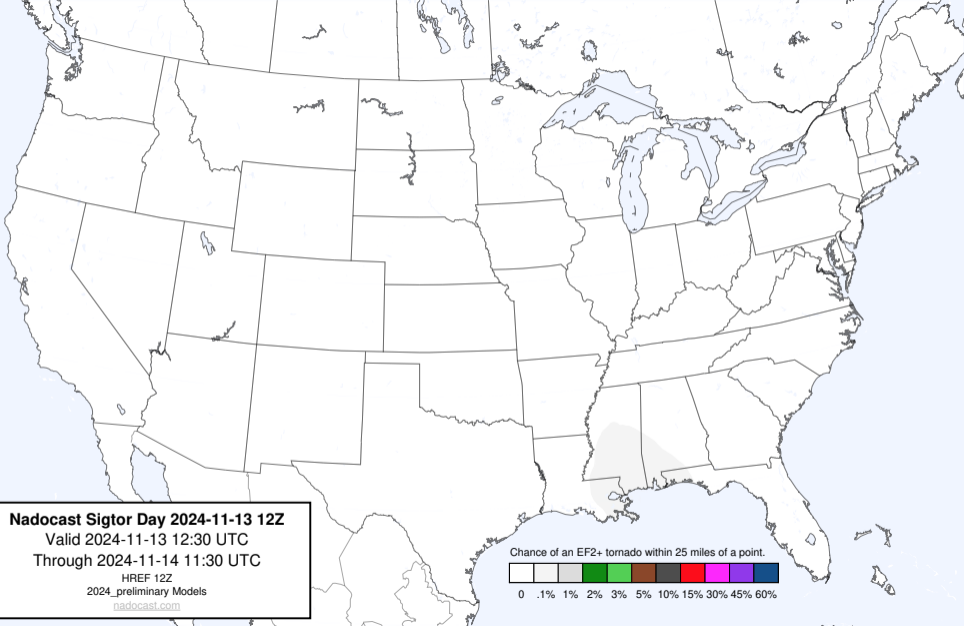 Nadocast Sigtor Day 2024-11-13 12Z
Valid 2024-11-13 12:30 UTC
Through 2024-11-14 11:30 UTC
HREF 12Z
2024_preliminary Models
nadocast.com
Chance of an EF2+ tornado within 25 miles of a point.
0 .1% 1% 2% 3% 5% 10% 15% 30% 45% 60%